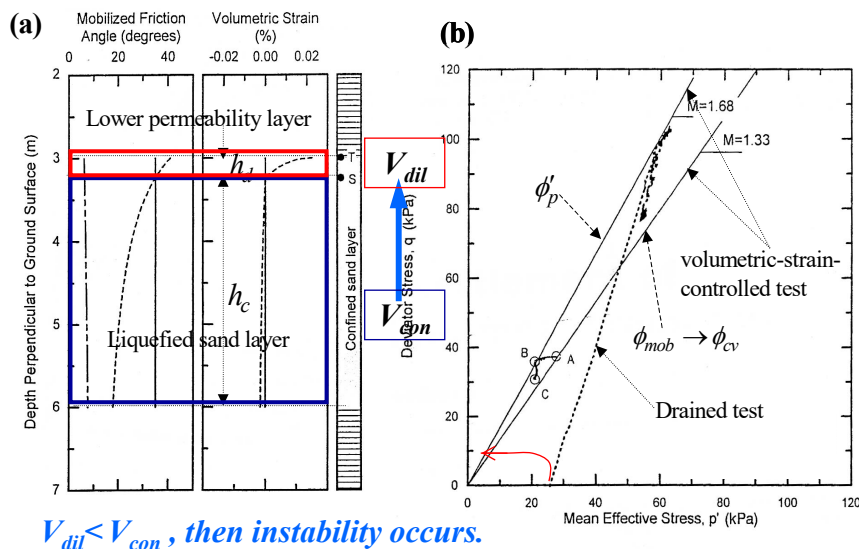 (a)
Mobilized Friction
Angle (degrees)
Volumetric Strain
(%)
0 20 40
-0.02 0.00 0.02
Depth Perpendicular to Ground Surface (m)
2
3
4
5
6
7
Lower permeability layer
h_d
T
S
h_c
Liquefied sand layer
Confined sand layer
V_dil
V_con
V_dil < V_con , then instability occurs.
(b)
Deviator Stress, q (kPa)
120
100
80
60
40
20
0
M=1.68
M=1.33
ϕ'_p
volumetric-strain-
controlled test
ϕ_mob → ϕ_cv
B
A
C
Drained test
0 20 40 60 80 100 120
Mean Effective Stress, p' (kPa)